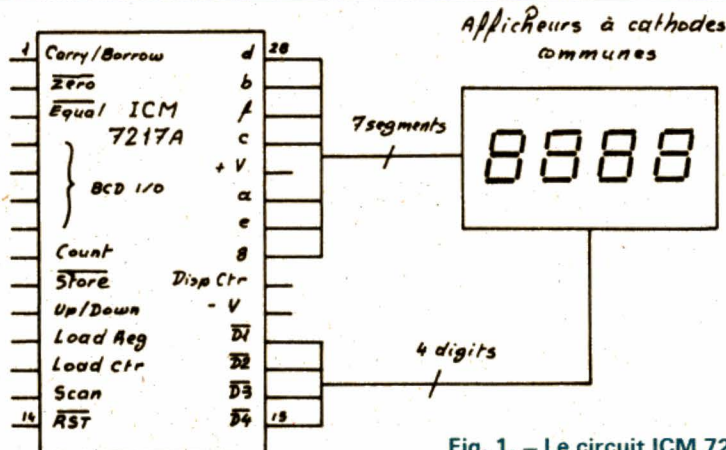 Afficheurs à cathodes
communes
1 Carry/Borrow d 28
Zero b
Equal ICM f
7217A c
+ V
BCD I/O a
e
Count g
Store Disp Ctr
Up/Down - V
Load Reg D1
Load Ctr D2
Scan D3
14 RST D4 15
7 segments
8888
4 digits
Fig. 1. – Le circuit ICM 72